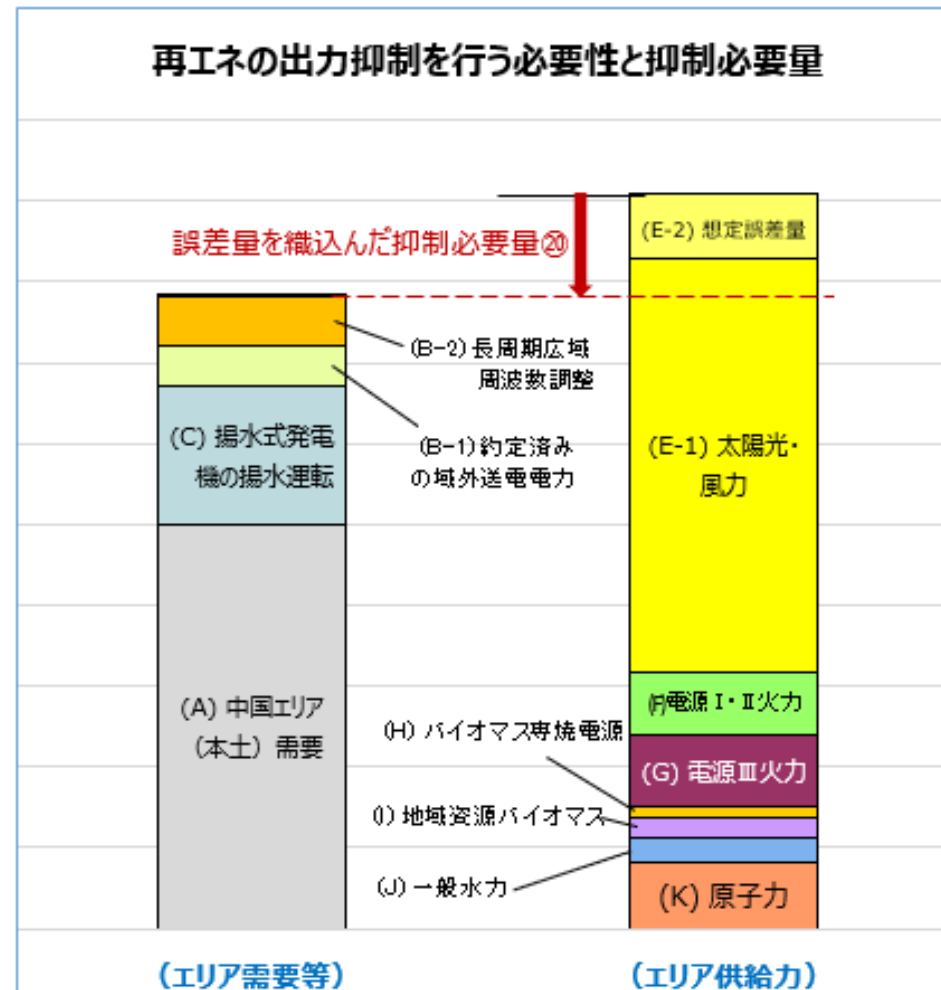 再エネの出力抑制を行う必要性と抑制必要量
(E-2) 想定誤差量
誤差量を織込んだ抑制必要量⑳
(B-2) 長周期広域
周波数調整
(C) 揚水式発電
機の揚水運転
(B-1) 約定済み
の域外送電電力
(E-1) 太陽光・
風力
(A) 中国エリア
（本土）需要
(F)電源Ⅰ・Ⅱ火力
(H) バイオマス専焼電源
(G) 電源Ⅲ火力
(I) 地域資源バイオマス
(J) 一般水力
(K) 原子力
（エリア需要等）
（エリア供給力）